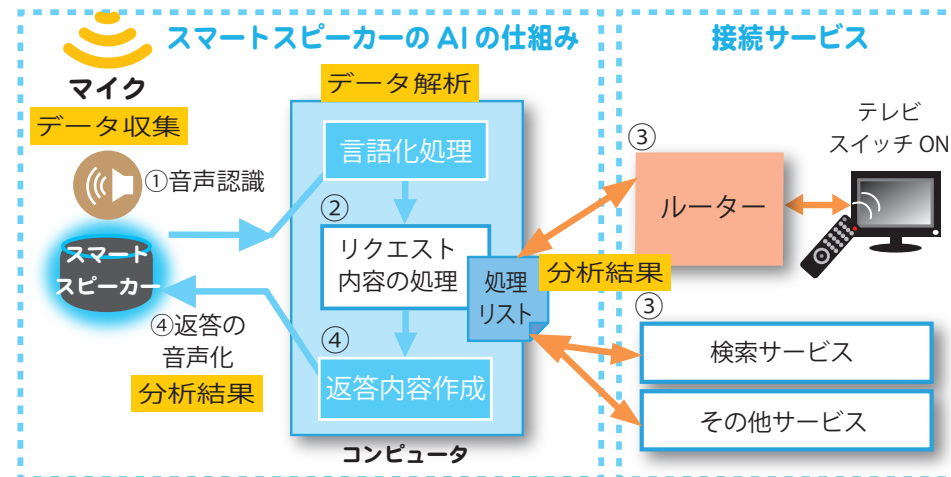 スマートスピーカーの AI の仕組み
マイク
データ収集
①音声認識
スマート
スピーカー
④返答の
音声化
分析結果
データ解析
言語化処理
②
リクエスト
内容の処理
処理
リスト
④
返答内容作成
コンピュータ
分析結果
接続サービス
③
ルーター
テレビ
スイッチ ON
③
検索サービス
その他サービス